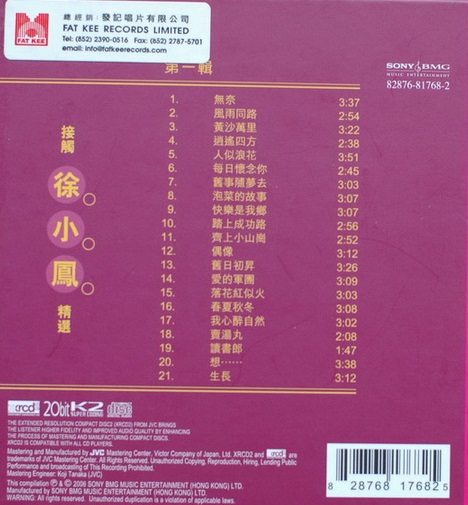 總經銷:發記唱片有限公司
FAT KEE RECORDS LIMITED
Tel: (852) 2390-0516 Fax: (852) 2787-5701
email: info@fatkeerecords.com
FAT KEE
第一輯
SONY BMG
MUSIC ENTERTAINMENT
82876-81768-2
接觸
徐。
小。
鳳。
精選
1. 無奈 3:37
2. 風雨同路 2:54
3. 黃沙萬里 3:22
4. 逍遙四方 2:38
5. 人似浪花 3:51
6. 每日懷念你 2:45
7. 舊事隨夢去 3:03
8. 泡菜的故事 3:07
9. 快樂是我鄉 3:07
10. 踏上成功路 2:56
11. 齊上小山崗 2:52
12. 偶像 3:12
13. 舊日初昇 3:26
14. 愛的軍團 3:09
15. 落花紅似火 3:03
16. 春夏秋冬 3:08
17. 我心醉自然 3:02
18. 賣湯丸 2:08
19. 讀書郎 1:47
20. 想⋯⋯ 3:38
21. 生長 3:12
xrcd2 20bit K2 SUPER CODING
THE EXTENDED RESOLUTION COMPACT DISC2 (XRCD2) FROM JVC BRINGS
THE LISTENER HIGHER FIDELITY AND IMPROVED AUDIO QUALITY BY ENHANCING
THE PROCESS OF MASTERING AND MANUFACTURING COMPACT DISCS.
XRCD2 IS COMPATIBLE WITH ALL CD PLAYERS.
Mastering and Manufacturing by JVC Mastering Center, Victor Company of Japan, Ltd. XRCD2 and xrcd are
trademarks of JVC Mastering Center. All Rights Reserved. Unauthorized Copying, Reproduction, Hiring, Lending Public
Performance and broadcasting of This Recording Prohibited.
Mastering Engineer: Koji Tanaka (JVC)
This compilation ℗ & © 2006 SONY BMG MUSIC ENTERTAINMENT (HONG KONG) LTD.
Manufactured by SONY BMG MUSIC ENTERTAINMENT (HONG KONG) LTD.
WARNING: All rights reserved. Unauthorized duplication is a violation of applicable laws.
8 28768 17682 5